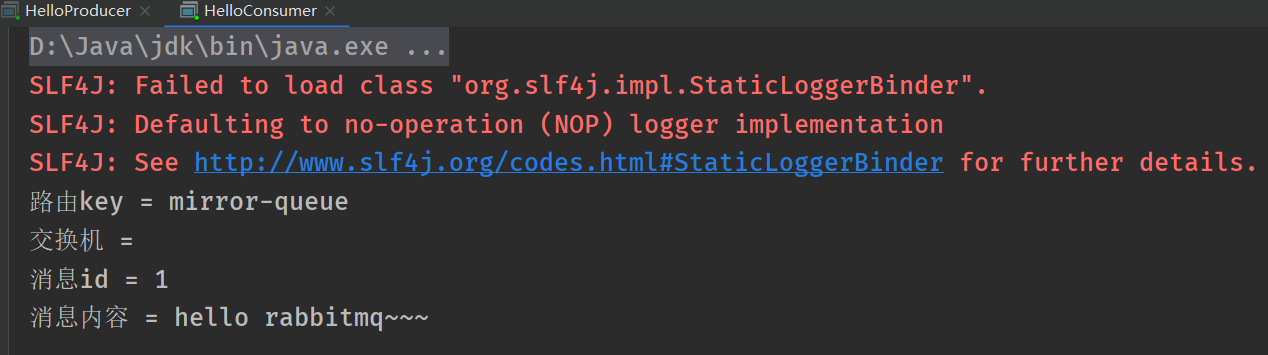 HelloProducer × HelloConsumer ×
D:\Java\jdk\bin\java.exe ...
SLF4J: Failed to load class "org.slf4j.impl.StaticLoggerBinder".
SLF4J: Defaulting to no-operation (NOP) logger implementation
SLF4J: See http://www.slf4j.org/codes.html#StaticLoggerBinder for further details.
路由key = mirror-queue
交换机 =
消息id = 1
消息内容 = hello rabbitmq~~~